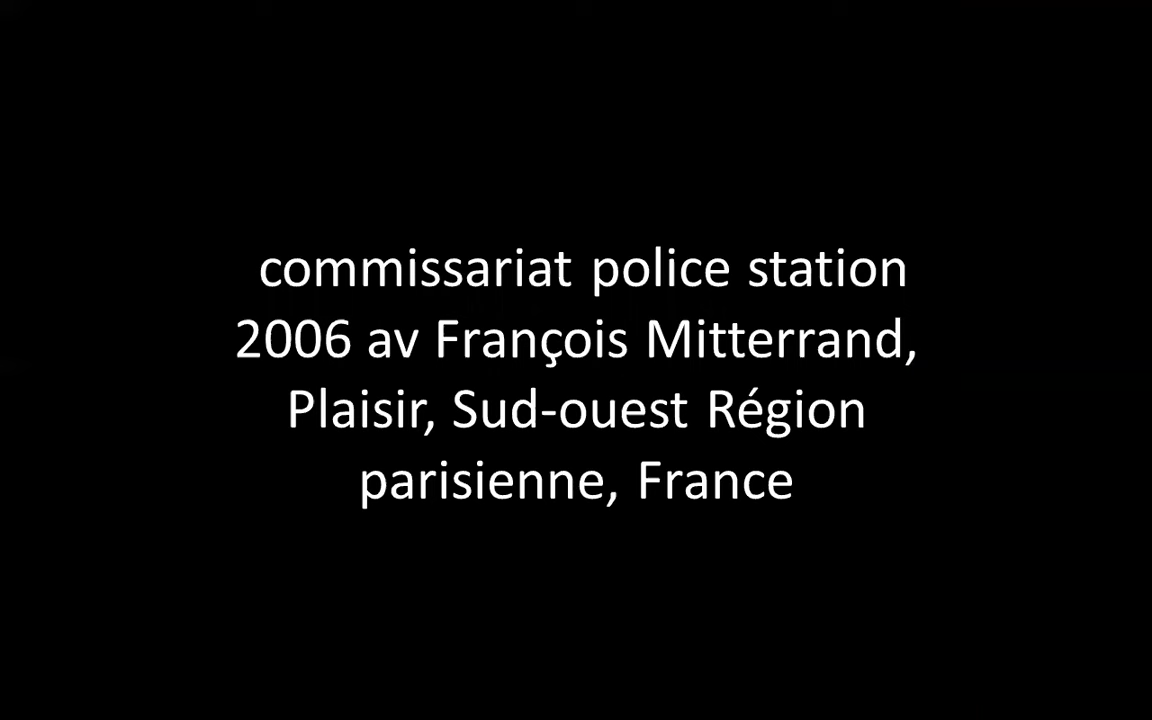 commissariat police station
2006 av François Mitterrand,
Plaisir, Sud-ouest Région
parisienne, France